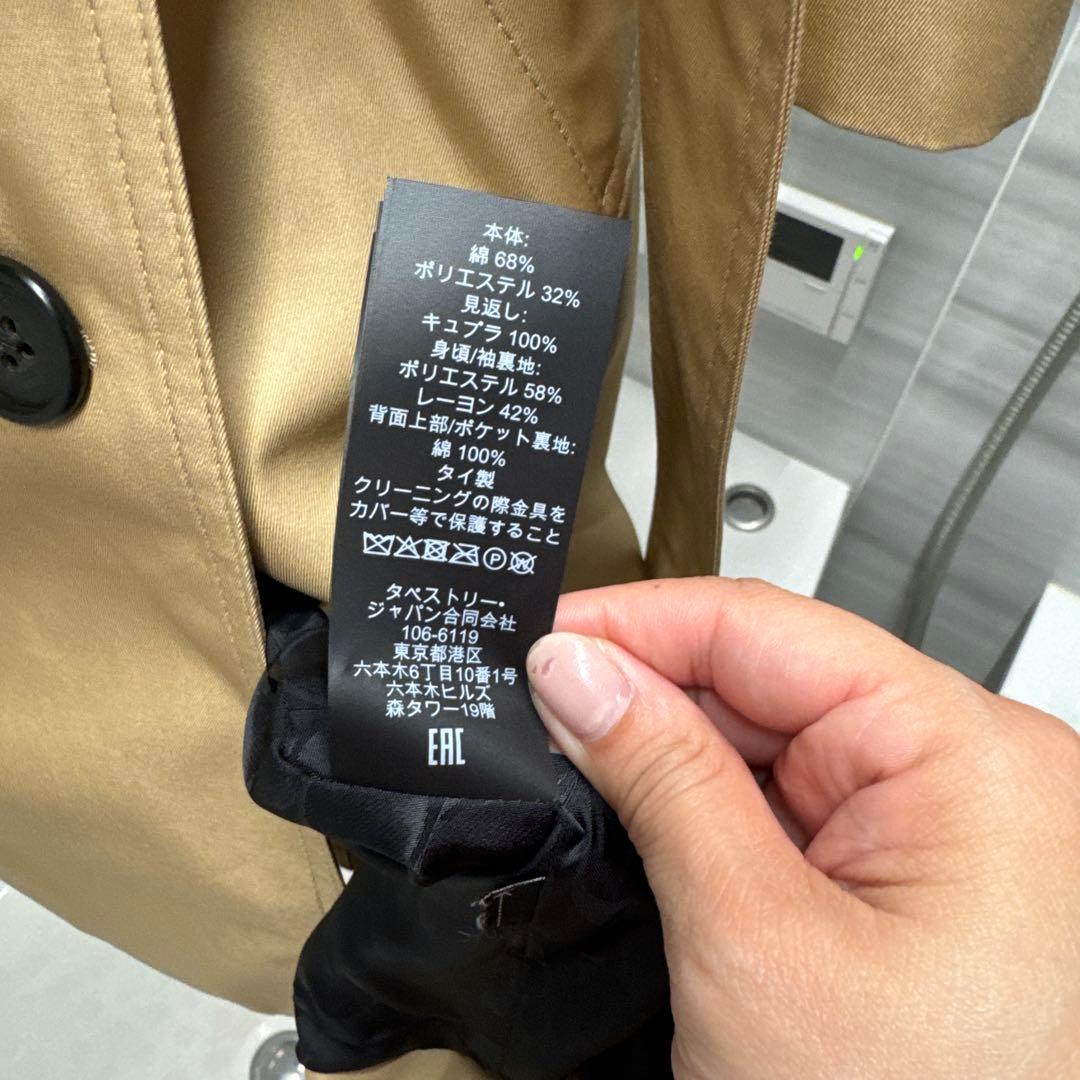 本体:
綿 68%
ポリエステル 32%
見返し:
キュプラ 100%
身頃/袖裏地:
ポリエステル 58%
レーヨン 42%
背面上部/ポケット裏地:
綿 100%
タイ製
クリーニングの際金具を
カバー等で保護すること
P W
タペストリー・
ジャパン合同会社
106-6119
東京都港区
六本木6丁目10番1号
六本木ヒルズ
森タワー19階
EAC